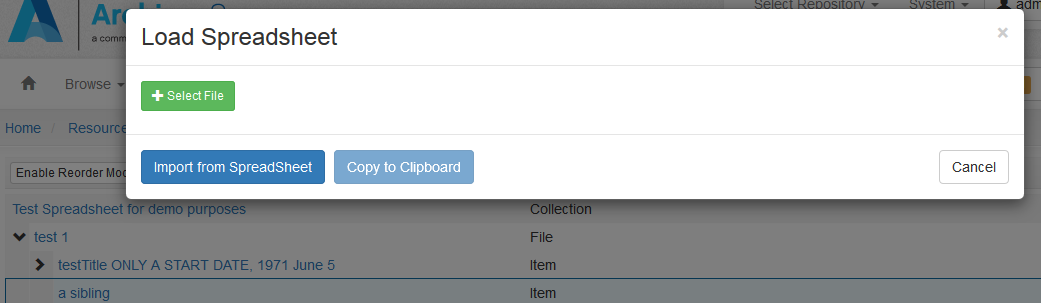 Select Repository
System
Load Spreadsheet
×
a comm
Select File
Browse
Home / Resource
Import from SpreadSheet
Copy to Clipboard
Cancel
Enable Reorder Mod
Test Spreadsheet for demo purposes
Collection
test 1
File
testTitle ONLY A START DATE, 1971 June 5
Item
a sibling
Item